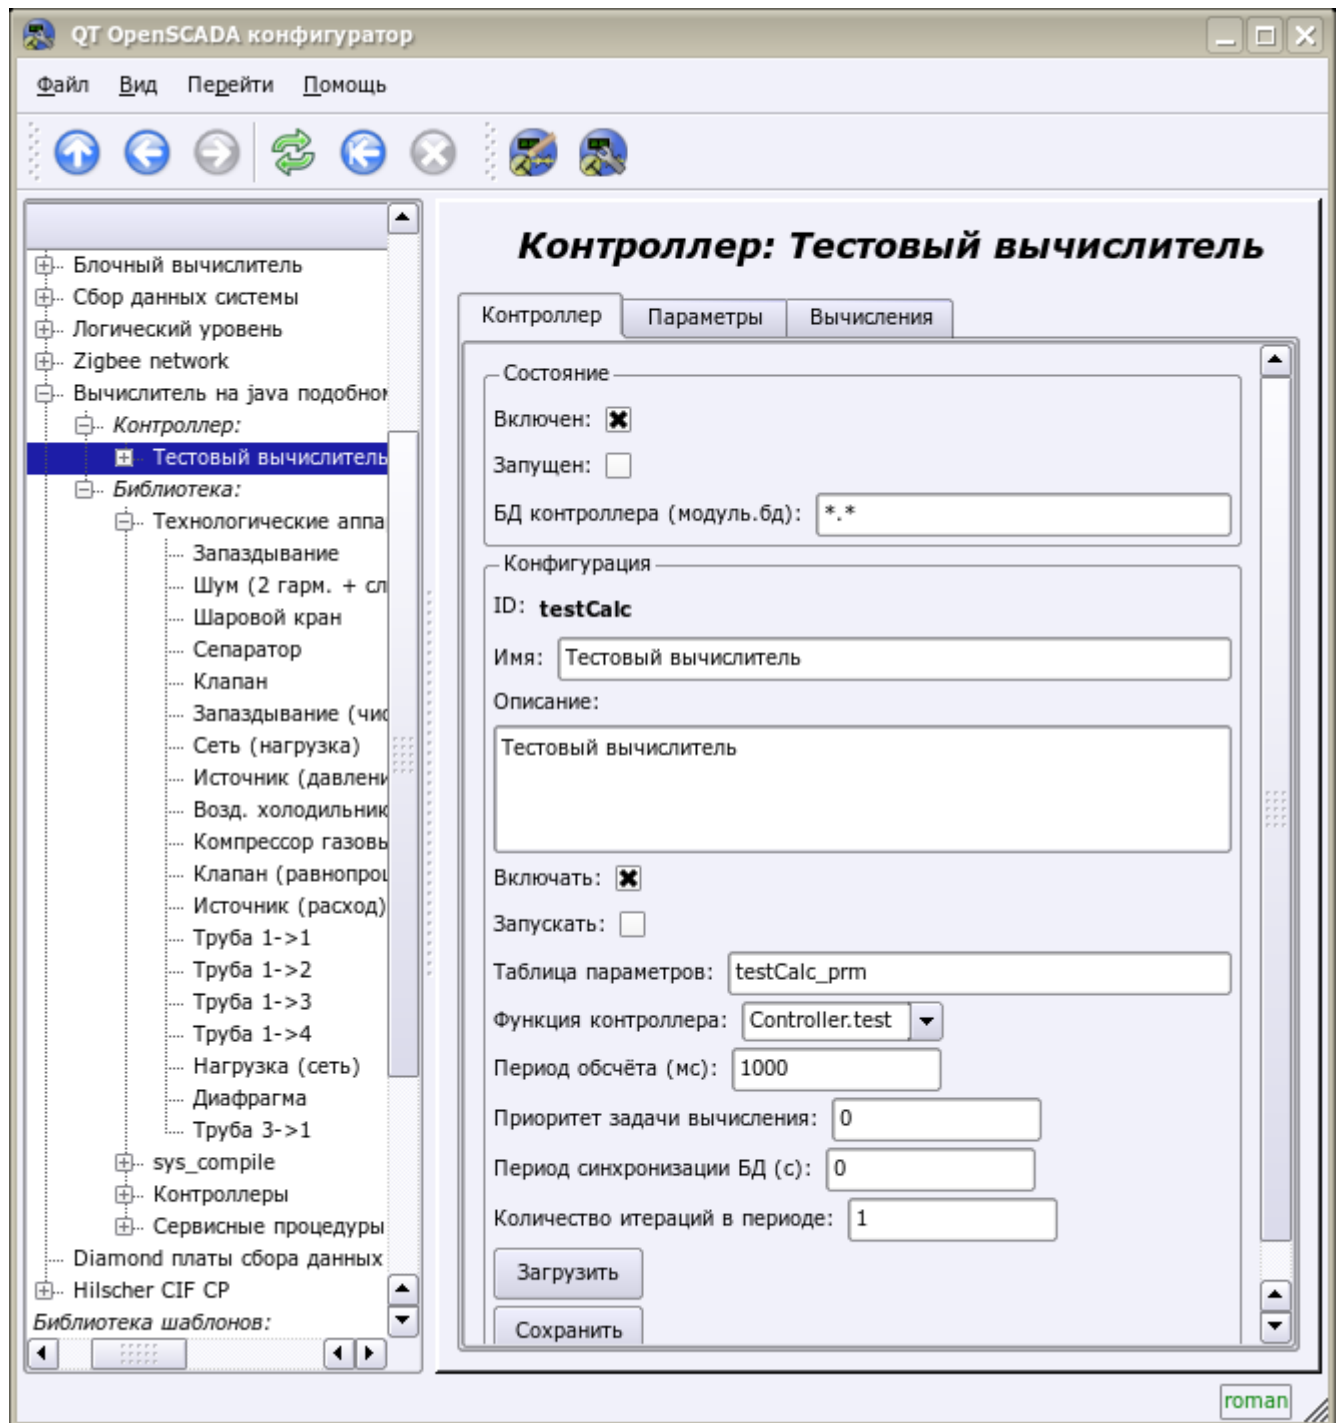 QT OpenSCADA конфигуратор
Файл Вид Перейти Помощь
Блочный вычислитель
Сбор данных системы
Логический уровень
Zigbee network
Вычислитель на java подобном
Контроллер:
Тестовый вычислитель
Библиотека:
Технологические аппа
Запаздывание
Шум (2 гарм. + сл
Шаровой кран
Сепаратор
Клапан
Запаздывание (чис
Сеть (нагрузка)
Источник (давлени
Возд. холодильник
Компрессор газовы
Клапан (равнопроц
Источник (расход)
Труба 1->1
Труба 1->2
Труба 1->3
Труба 1->4
Нагрузка (сеть)
Диафрагма
Труба 3->1
sys_compile
Контроллеры
Сервисные процедуры
Diamond платы сбора данных
Hilscher CIF CP
Библиотека шаблонов:
Контроллер: Тестовый вычислитель
Контроллер Параметры Вычисления
Состояние
Включен:
Запущен:
БД контроллера (модуль.бд): *.*
Конфигурация
ID: testCalc
Имя: Тестовый вычислитель
Описание:
Тестовый вычислитель
Включать:
Запускать:
Таблица параметров: testCalc_prm
Функция контроллера: Controller.test
Период обсчёта (мс): 1000
Приоритет задачи вычисления: 0
Период синхронизации БД (с): 0
Количество итераций в периоде: 1
Загрузить
Сохранить
roman